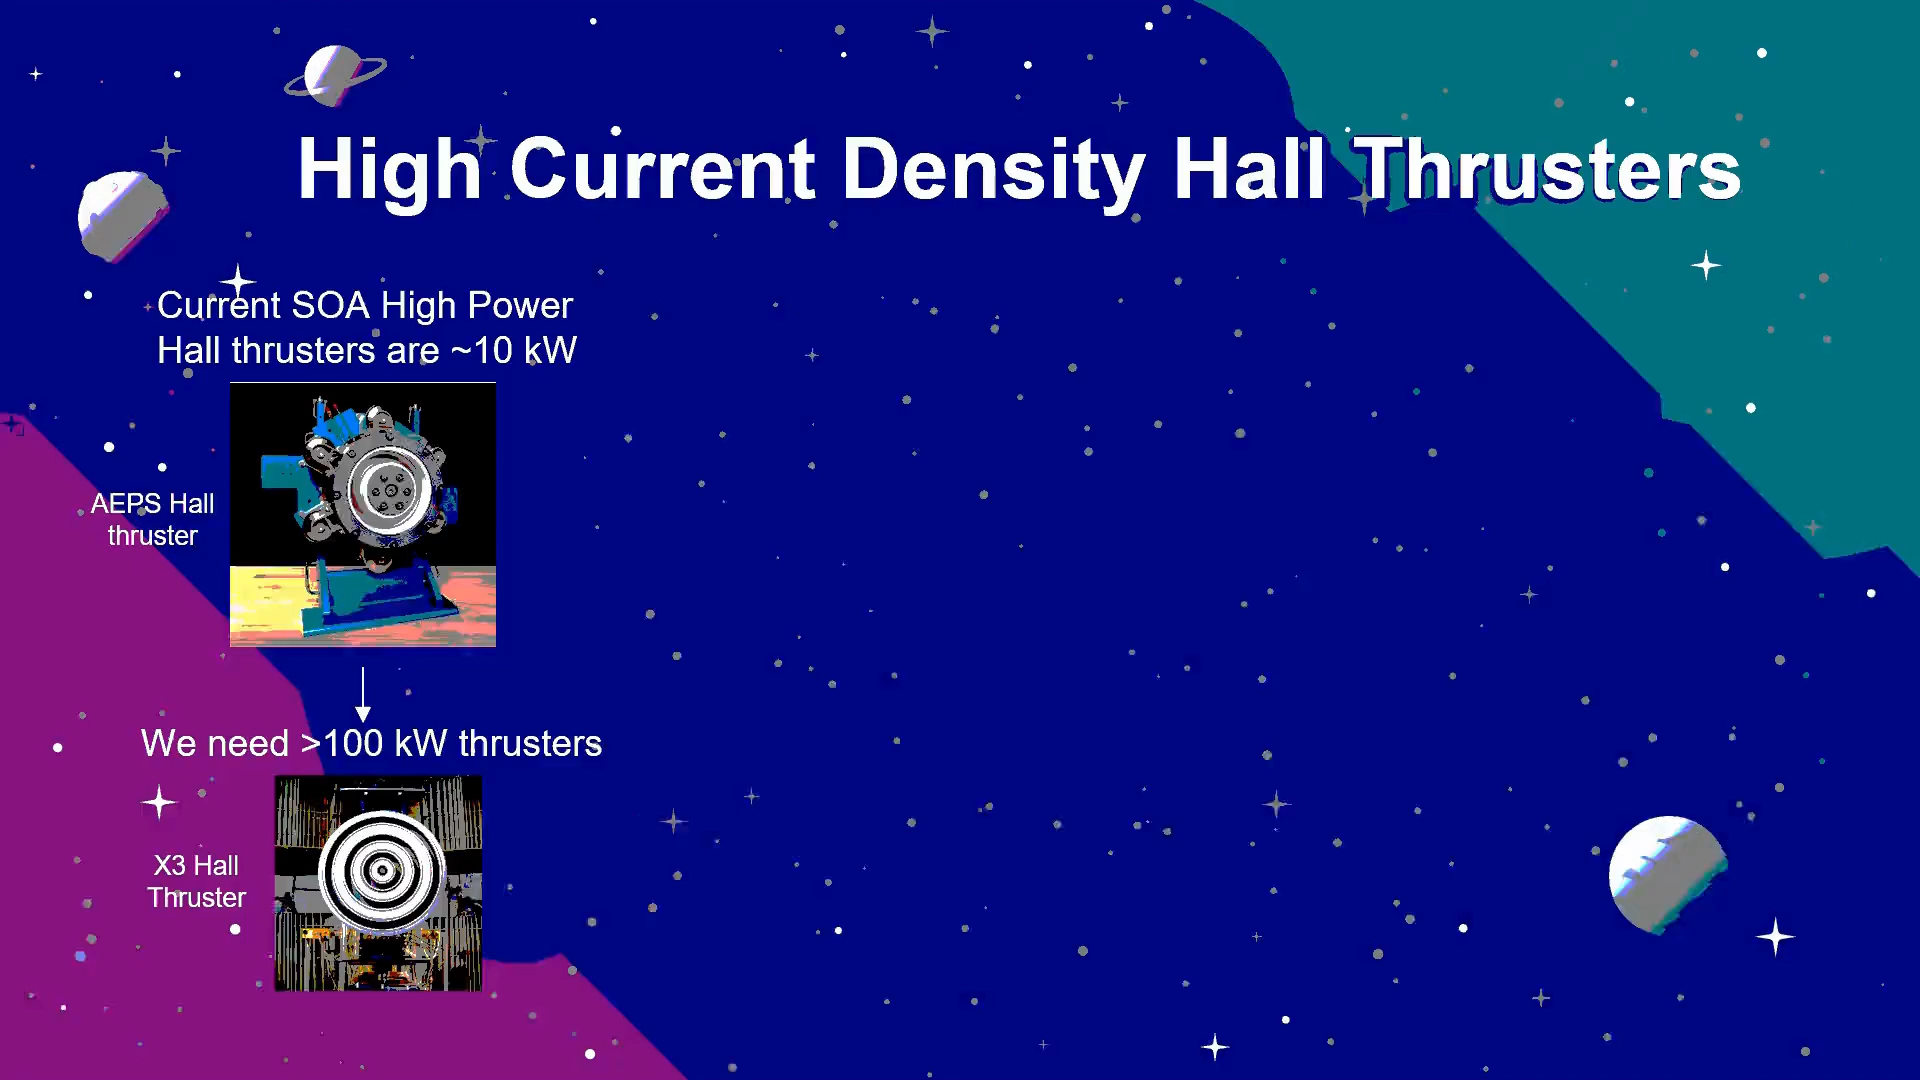 High Current Density Hall Thrusters
Current SOA High Power
Hall thrusters are ~10 kW
AEPS Hall
thruster
We need >100 kW thrusters
X3 Hall
Thruster